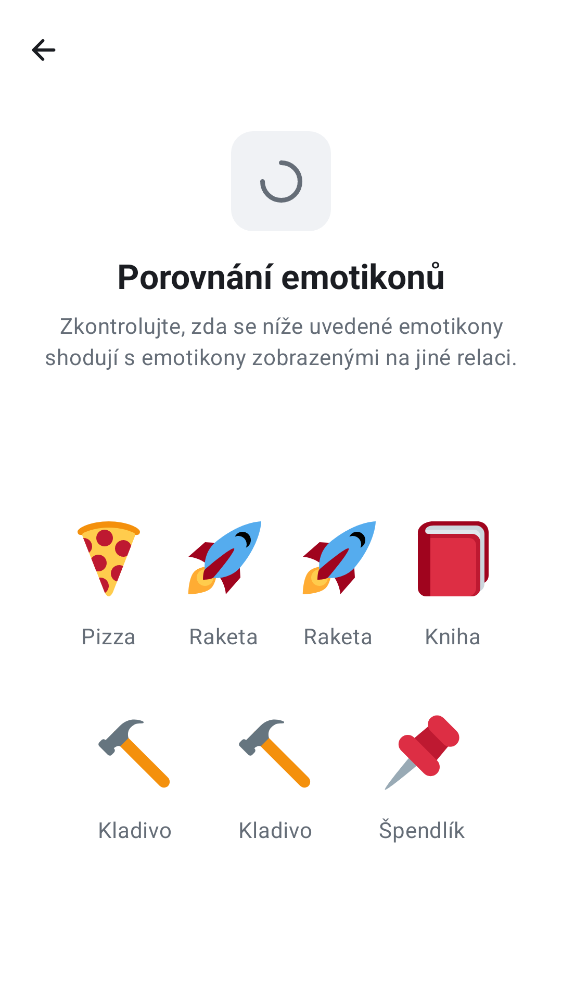 Porovnání emotikonů
Zkontrolujte, zda se níže uvedené emotikony
shodují s emotikony zobrazenými na jiné relaci.
Pizza Raketa Raketa Kniha
Kladivo Kladivo Špendlík